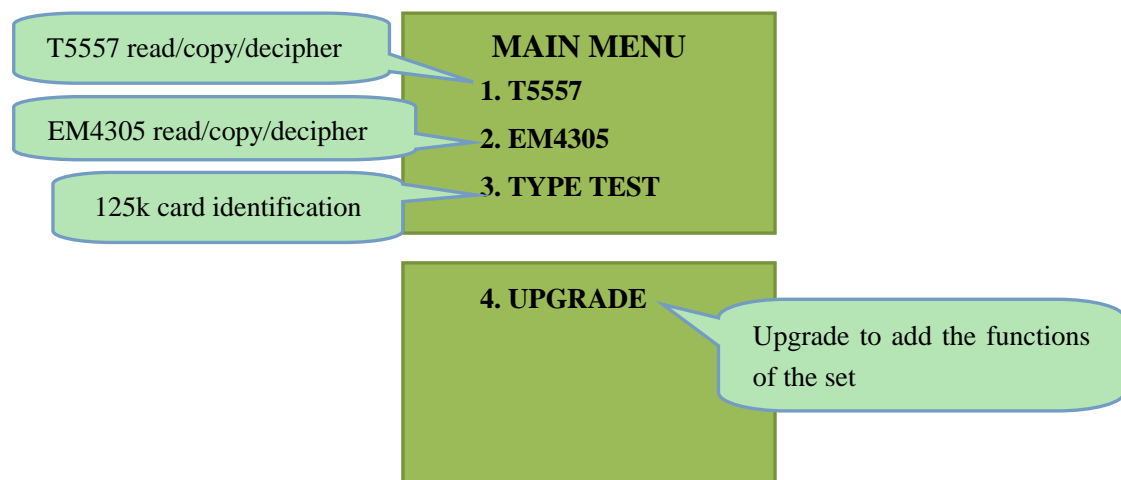 T5557 read/copy/decipher
MAIN MENU
1. T5557
EM4305 read/copy/decipher
2. EM4305
125k card identification
3. TYPE TEST
4. UPGRADE
Upgrade to add the functions
of the set